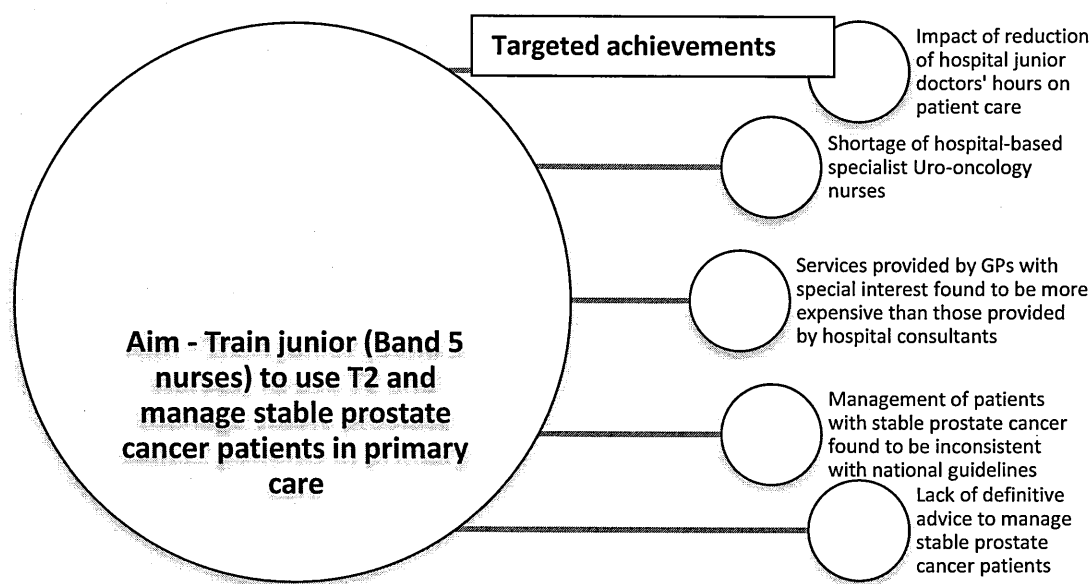 Targeted achievements
Impact of reduction
of hospital junior
doctors' hours on
patient care
Shortage of hospital-based
specialist Uro-oncology
nurses
Services provided by GPs with
special interest found to be more
expensive than those provided
by hospital consultants
Aim - Train junior (Band 5
nurses) to use T2 and
manage stable prostate
cancer patients in primary
care
Management of patients
with stable prostate cancer
found to be inconsistent
with national guidelines
Lack of definitive
advice to manage
stable prostate
cancer patients